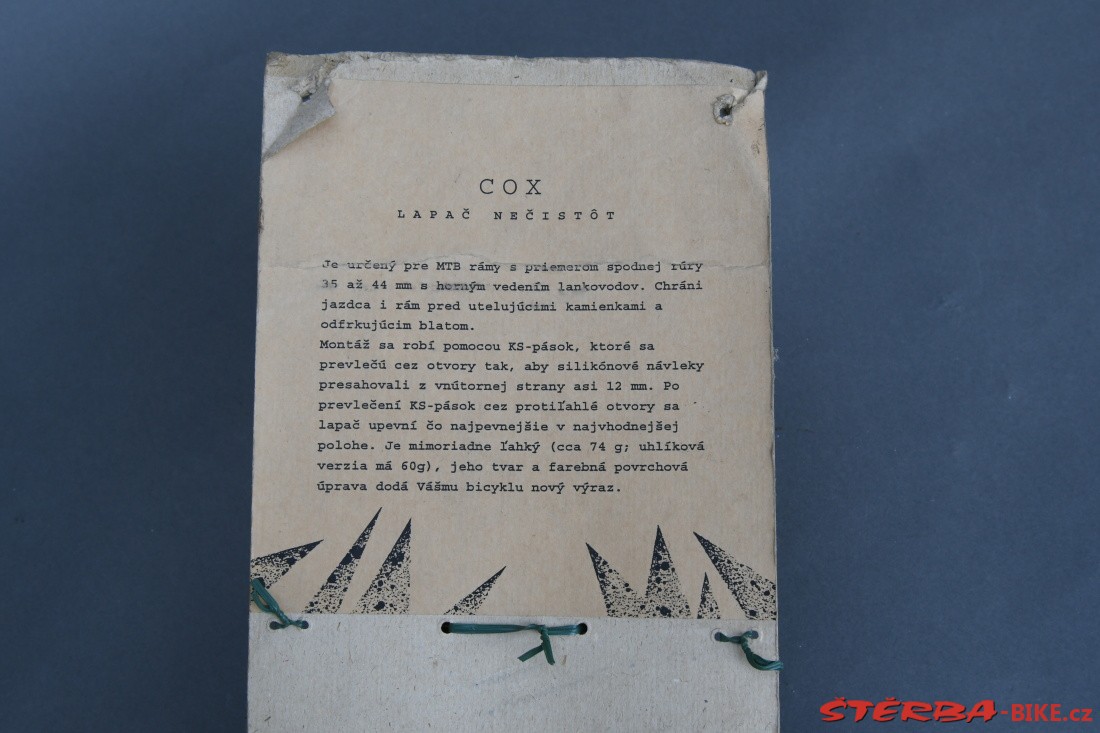 COX
LAPAČ NEČISTÔT
Je určený pre MTB rámy s priemerom spodnej rúry
35 až 44 mm s horným vedením lankovodov. Chráni
jazdca i rám pred utelujúcimi kamienkami a
odfrkujúcim blatom.
Montáž sa robí pomocou KS-pások, ktoré sa
prevlečú cez otvory tak, aby silikónové návleky
presahovali z vnútornej strany asi 12 mm. Po
prevlečení KS-pások cez protiľahlé otvory sa
lapač upevní čo najpevnejšie v najvhodnejšej
polohe. Je mimoriadne ľahký (cca 74 g; uhlíková
verzia má 60g), jeho tvar a farebná povrchová
úprava dodá Vášmu bicyklu nový výraz.
ŠTĚRBA-BIKE.cz